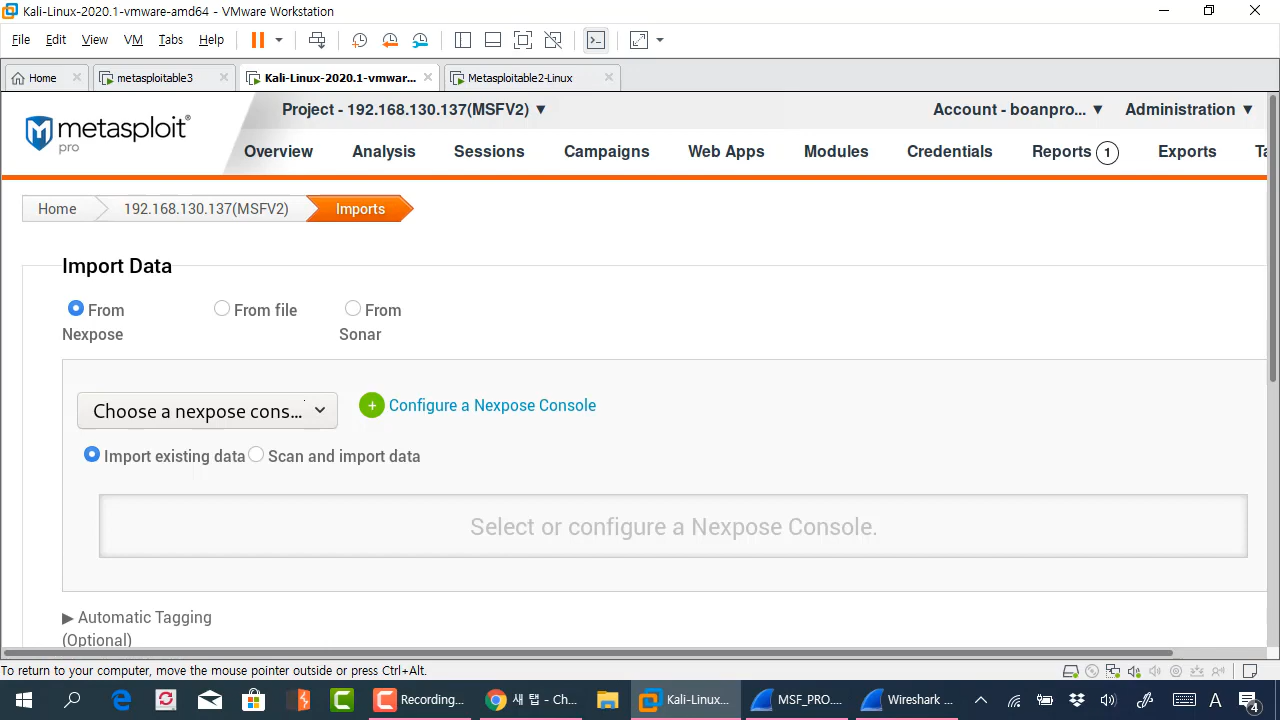 Kali-Linux-2020.1-vmware-amd64 - VMware Workstation
File Edit View VM Tabs Help
Home metasploitable3 Kali-Linux-2020.1-vmwar... Metasploitable2-Linux
metasploit®
pro
Project - 192.168.130.137(MSFV2) ▼ Account - boanpro... ▼ Administration ▼
Overview Analysis Sessions Campaigns Web Apps Modules Credentials Reports 1 Exports Ta
Home 192.168.130.137(MSFV2) Imports
Import Data
From Nexpose
From file
From Sonar
Choose a nexpose cons...
+ Configure a Nexpose Console
Import existing data Scan and import data
Select or configure a Nexpose Console.
▶ Automatic Tagging
(Optional)
To return to your computer, move the mouse pointer outside or press Ctrl+Alt.
Recording... 새 탭 - Ch... Kali-Linux... MSF_PRO.... Wireshark ... A 4